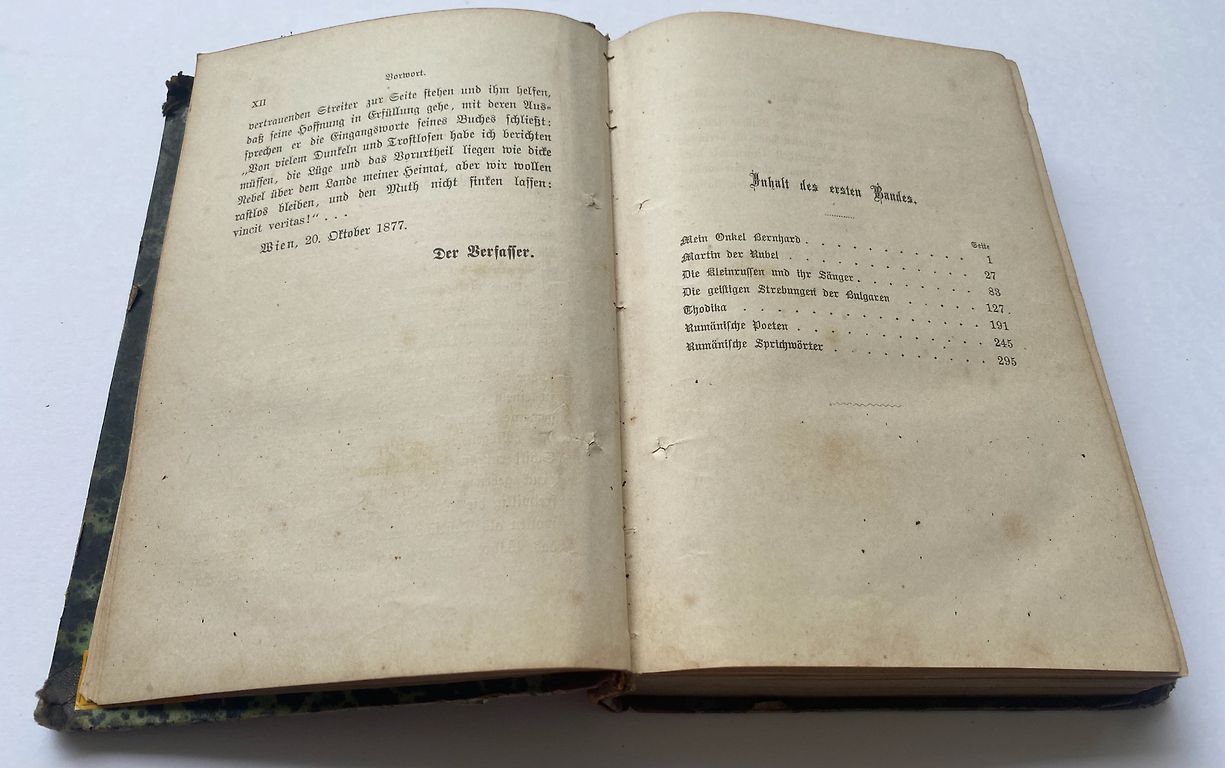 Vorwort.
XII
vertrauenden Streiter zur Seite stehen und ihm helfen,
daß seine Hoffnung in Erfüllung gehe, mit deren Aus-
sprechen er die Eingangsworte seines Buches schließt:
„Von vielem Dunkeln und Trostlosen habe ich berichten
müssen, die Lüge und das Vorurtheil liegen wie dicke
Nebel über dem Lande meiner Heimat, aber wir wollen
rastlos bleiben, und den Muth nicht sinken lassen:
vincit veritas!“ . . .
Wien, 20. Oktober 1877.
Der Verfasser.
Inhalt des ersten Bandes.
Seite
Mein Onkel Bernhard . . . . . . . . . . 1
Martin der Rubel . . . . . . . . . . 27
Die Kleinrussen und ihr Sänger . . . . . . . 83
Die geistigen Strebungen der Bulgaren . . . . . 127
Thodika . . . . . . . . . . . . 191
Rumänische Poeten . . . . . . . . . . 245
Rumänische Sprichwörter . . . . . . . . . 295